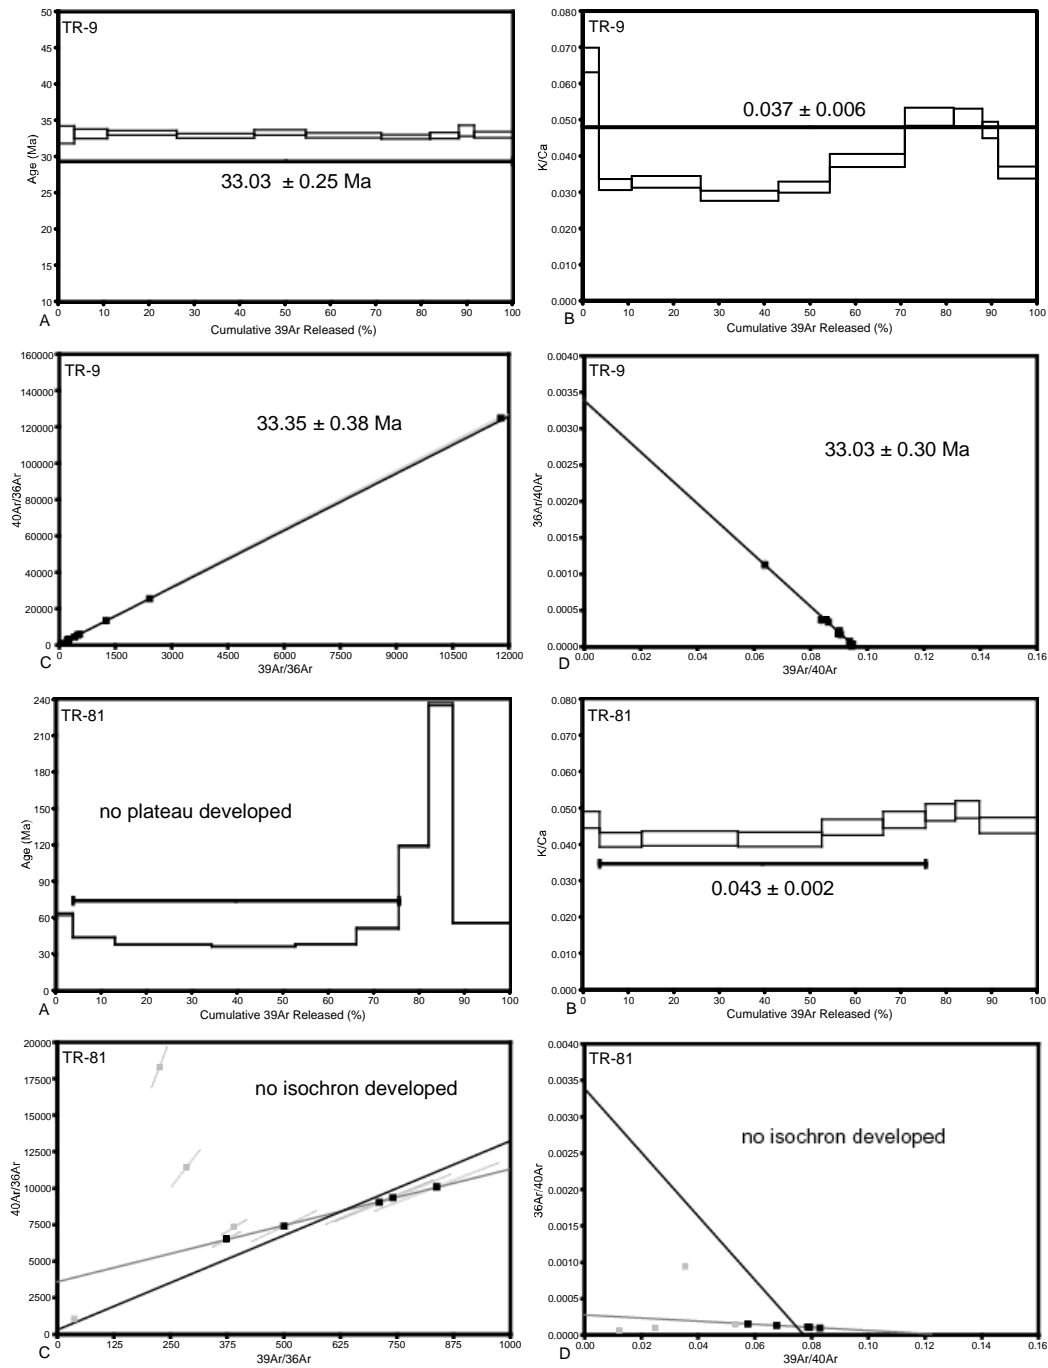 TR-9
50
45
40
35
30
25
20
15
10
Age (Ma)
33.03 ± 0.25 Ma
0 10 20 30 40 50 60 70 80 90 100
Cumulative 39Ar Released (%)
A
TR-9
0.080
0.070
0.060
0.050
0.040
0.030
0.020
0.010
0.000
K/Ca
0.037 ± 0.006
0 10 20 30 40 50 60 70 80 90 100
Cumulative 39Ar Released (%)
B
TR-9
160000
140000
120000
100000
80000
60000
40000
20000
0
40Ar/36Ar
33.35 ± 0.38 Ma
0 1500 3000 4500 6000 7500 9000 10500 12000
39Ar/36Ar
C
TR-9
0.0040
0.0035
0.0030
0.0025
0.0020
0.0015
0.0010
0.0005
0.0000
36Ar/40Ar
33.03 ± 0.30 Ma
0.00 0.02 0.04 0.06 0.08 0.10 0.12 0.14 0.16
39Ar/40Ar
D
TR-81
240
210
180
150
120
90
60
30
0
Age (Ma)
no plateau developed
0 10 20 30 40 50 60 70 80 90 100
Cumulative 39Ar Released (%)
A
TR-81
0.080
0.070
0.060
0.050
0.040
0.030
0.020
0.010
0.000
K/Ca
0.043 ± 0.002
0 10 20 30 40 50 60 70 80 90 100
Cumulative 39Ar Released (%)
B
TR-81
20000
17500
15000
12500
10000
7500
5000
2500
0
40Ar/36Ar
no isochron developed
0 125 250 375 500 625 750 875 1000
39Ar/36Ar
C
TR-81
0.0040
0.0035
0.0030
0.0025
0.0020
0.0015
0.0010
0.0005
0.0000
36Ar/40Ar
no isochron developed
0.00 0.02 0.04 0.06 0.08 0.10 0.12 0.14 0.16
39Ar/40Ar
D